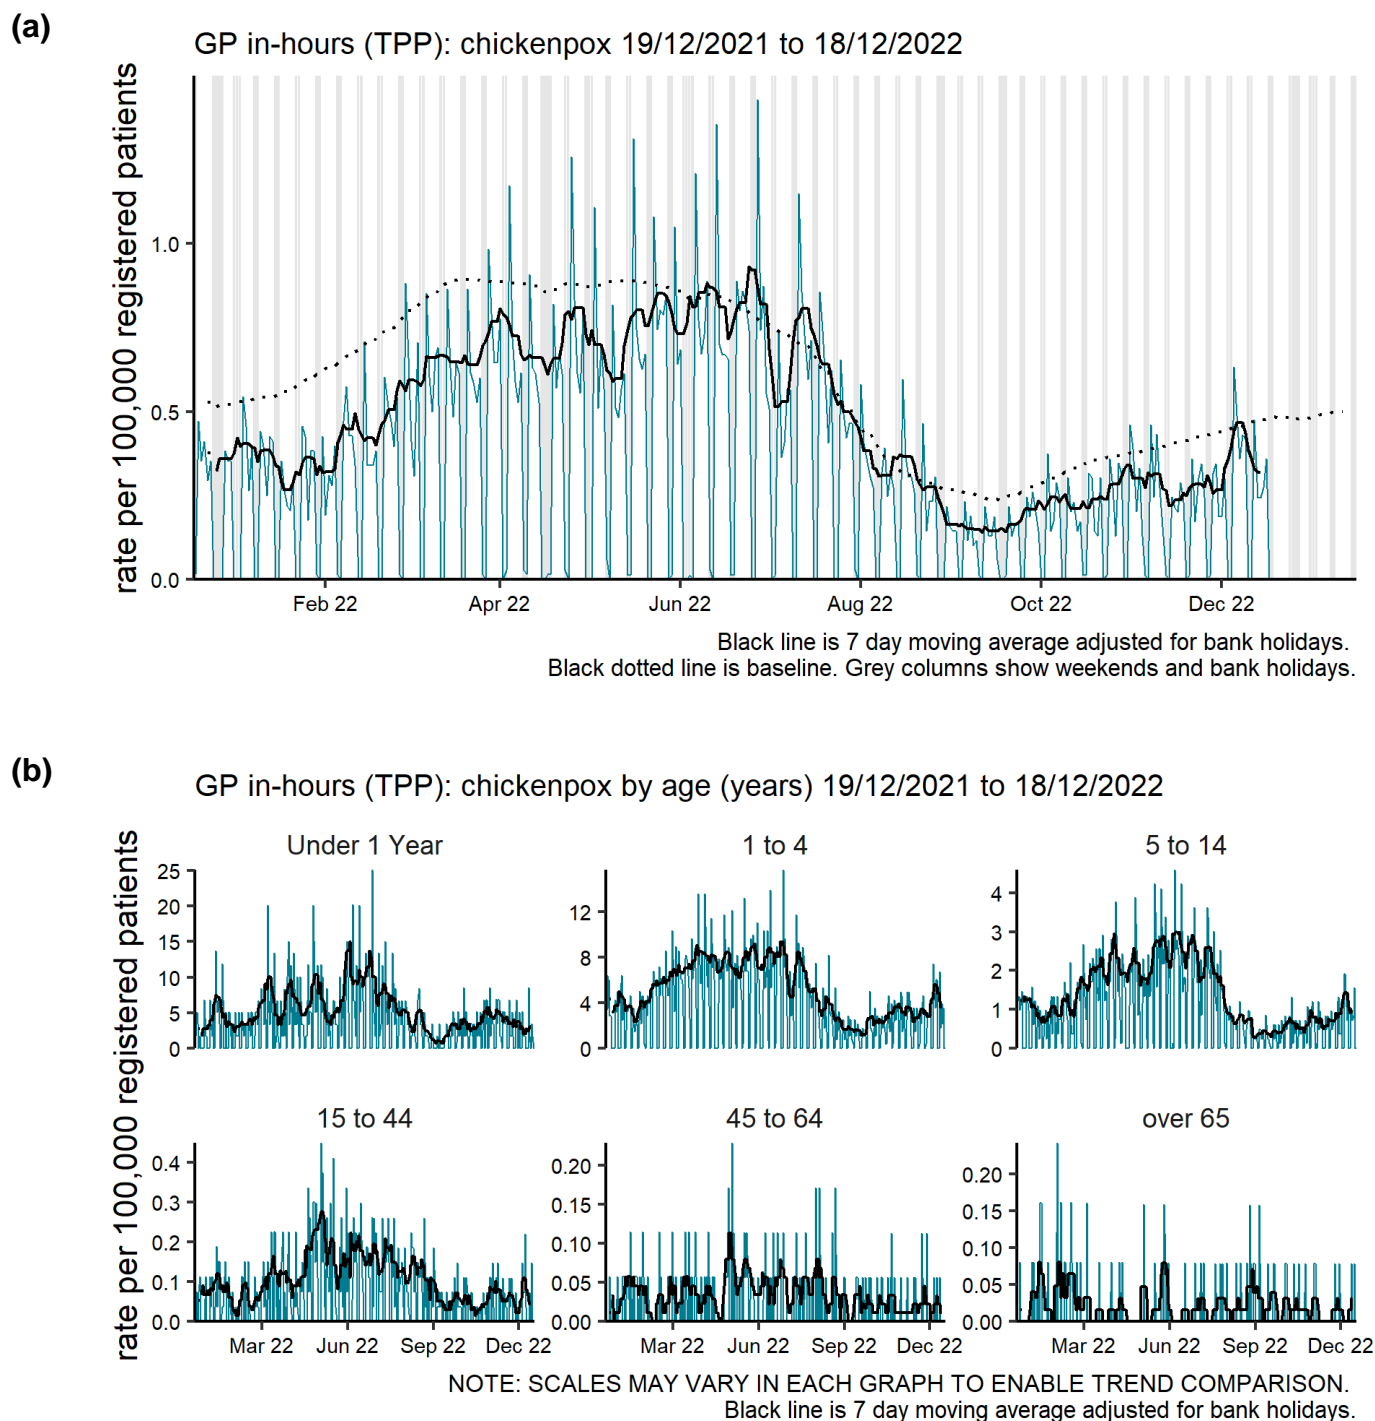 (a)
GP in-hours (TPP): chickenpox 19/12/2021 to 18/12/2022
rate per 100,000 registered patients
1.0
0.5
0.0
Feb 22 Apr 22 Jun 22 Aug 22 Oct 22 Dec 22
Black line is 7 day moving average adjusted for bank holidays.
Black dotted line is baseline. Grey columns show weekends and bank holidays.
(b)
GP in-hours (TPP): chickenpox by age (years) 19/12/2021 to 18/12/2022
rate per 100,000 registered patients
Under 1 Year
25
20
15
10
5
0
1 to 4
12
8
4
0
5 to 14
4
3
2
1
0
15 to 44
0.4
0.3
0.2
0.1
0.0
Mar 22 Jun 22 Sep 22 Dec 22
45 to 64
0.20
0.15
0.10
0.05
0.00
Mar 22 Jun 22 Sep 22 Dec 22
over 65
0.20
0.15
0.10
0.05
0.00
Mar 22 Jun 22 Sep 22 Dec 22
NOTE: SCALES MAY VARY IN EACH GRAPH TO ENABLE TREND COMPARISON.
Black line is 7 day moving average adjusted for bank holidays.